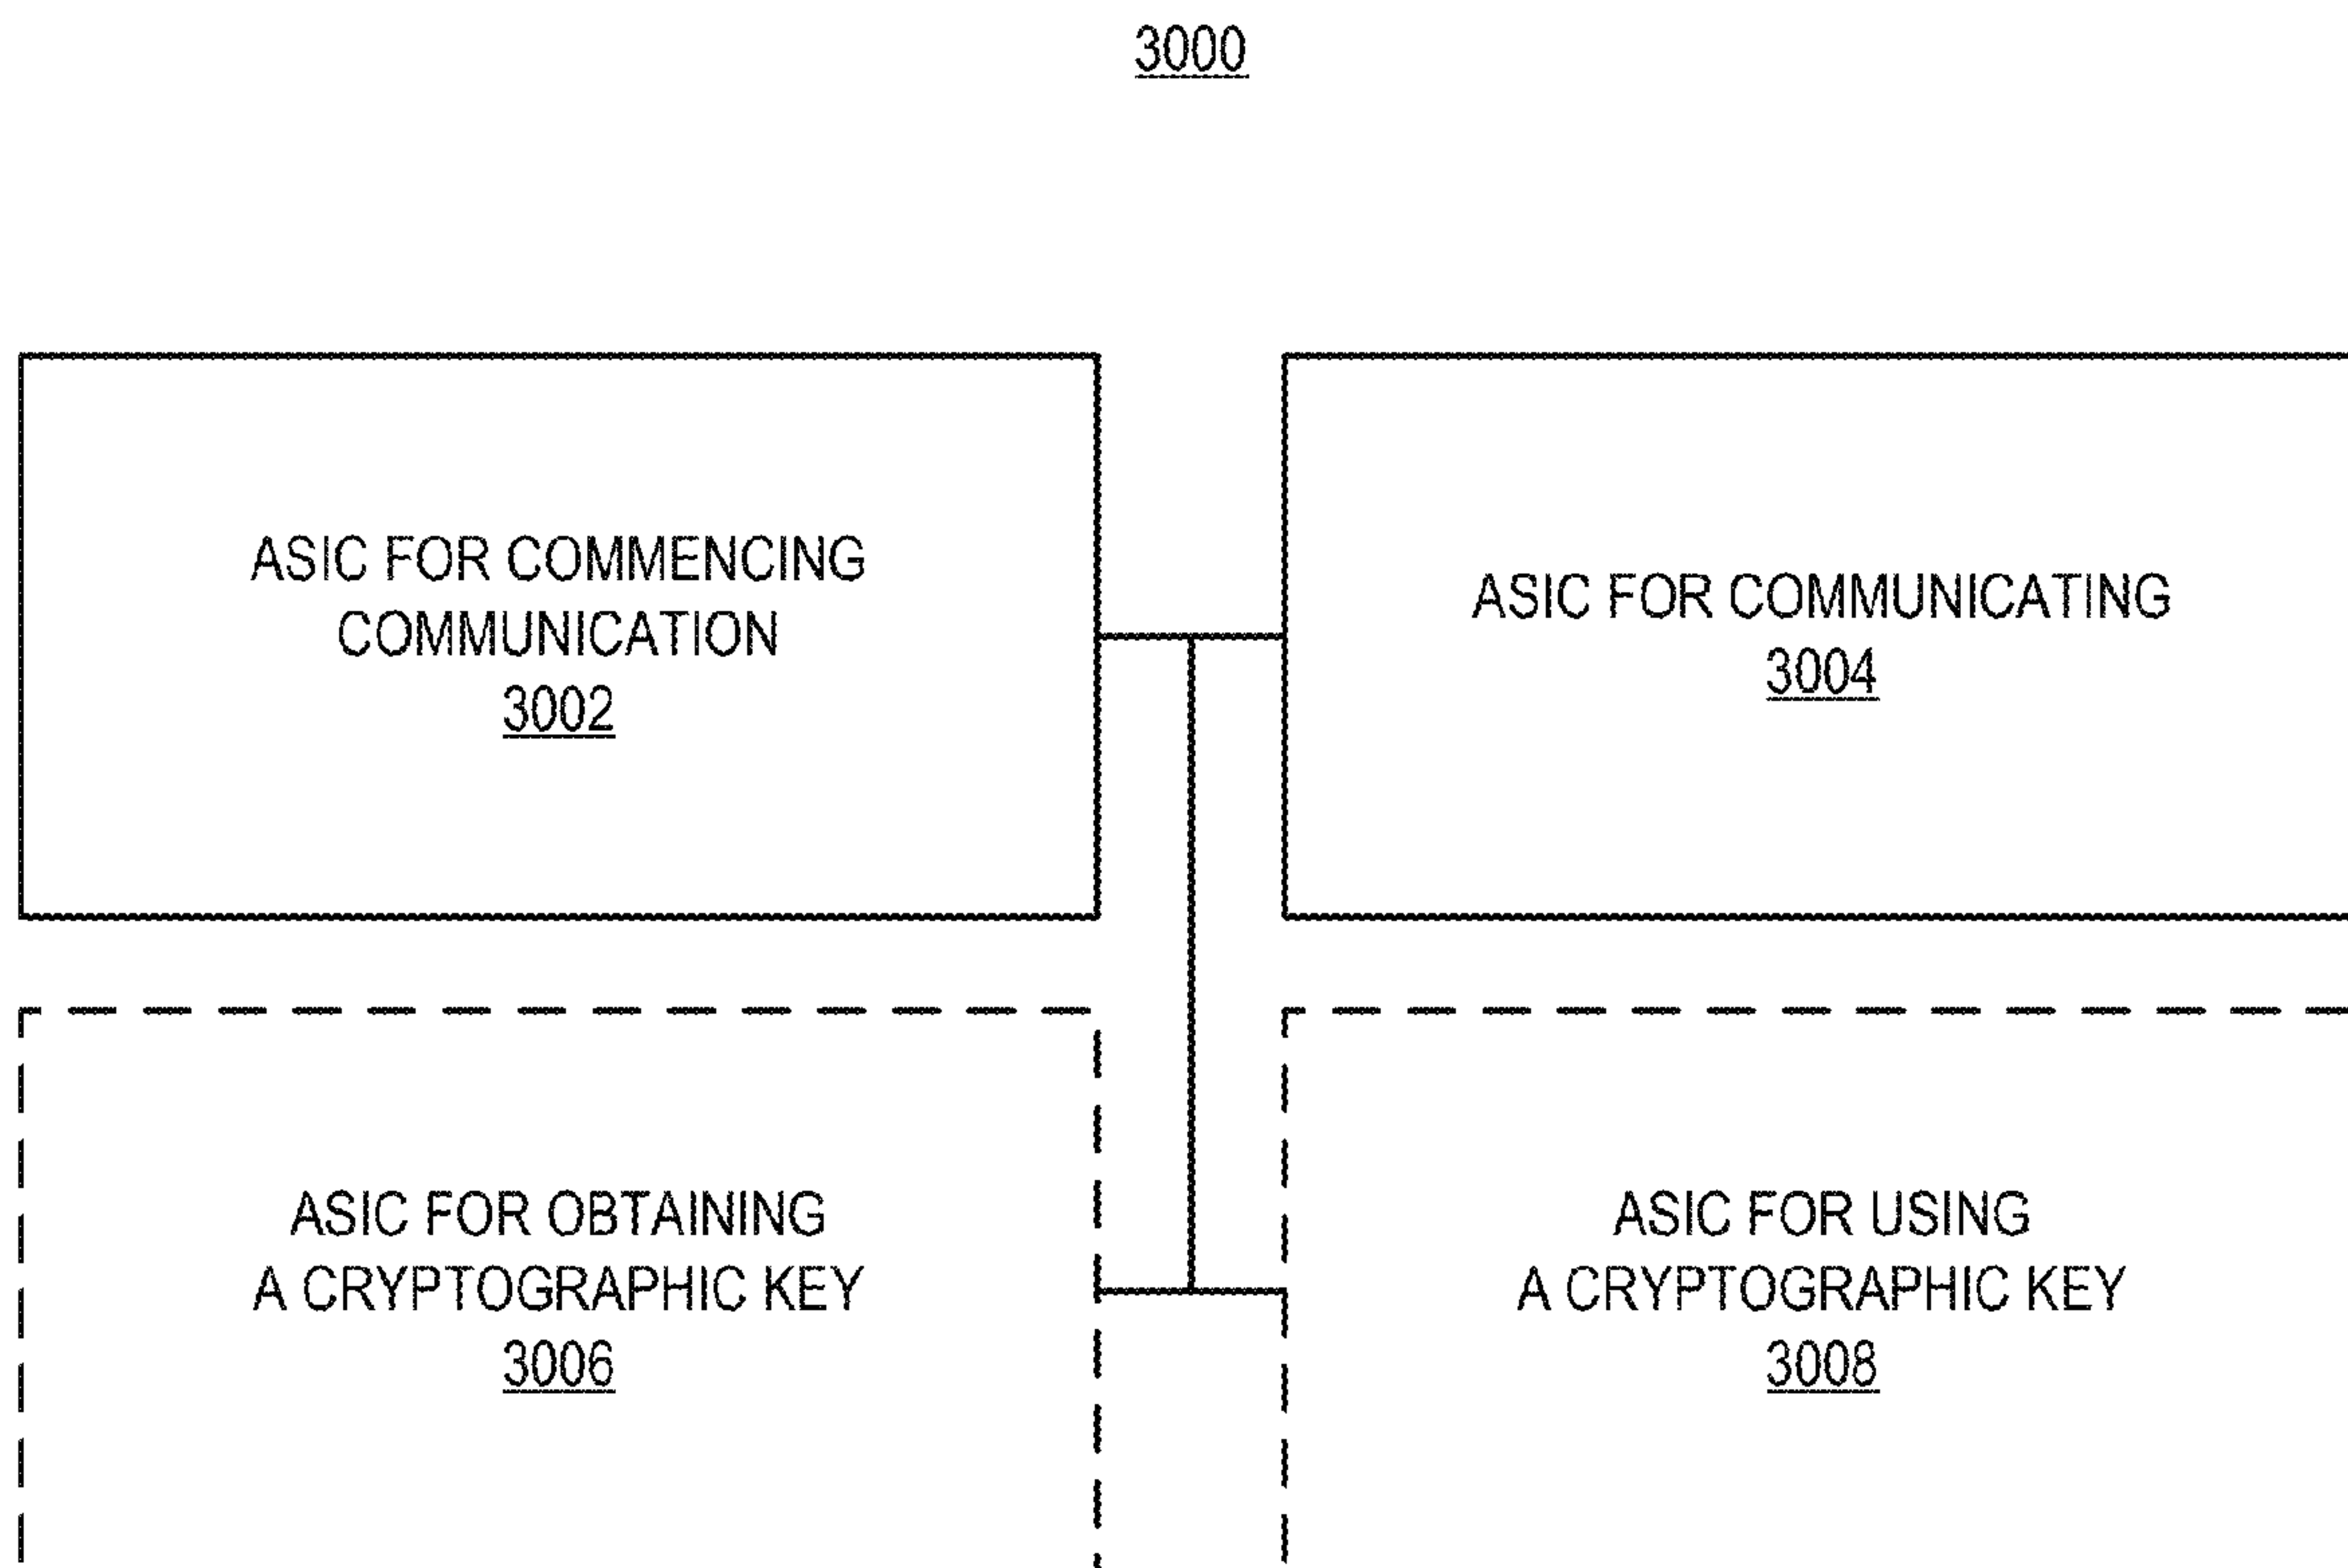 3000
ASIC FOR COMMENCING
COMMUNICATION
3002
ASIC FOR COMMUNICATING
3004
ASIC FOR OBTAINING
A CRYPTOGRAPHIC KEY
3006
ASIC FOR USING
A CRYPTOGRAPHIC KEY
3008